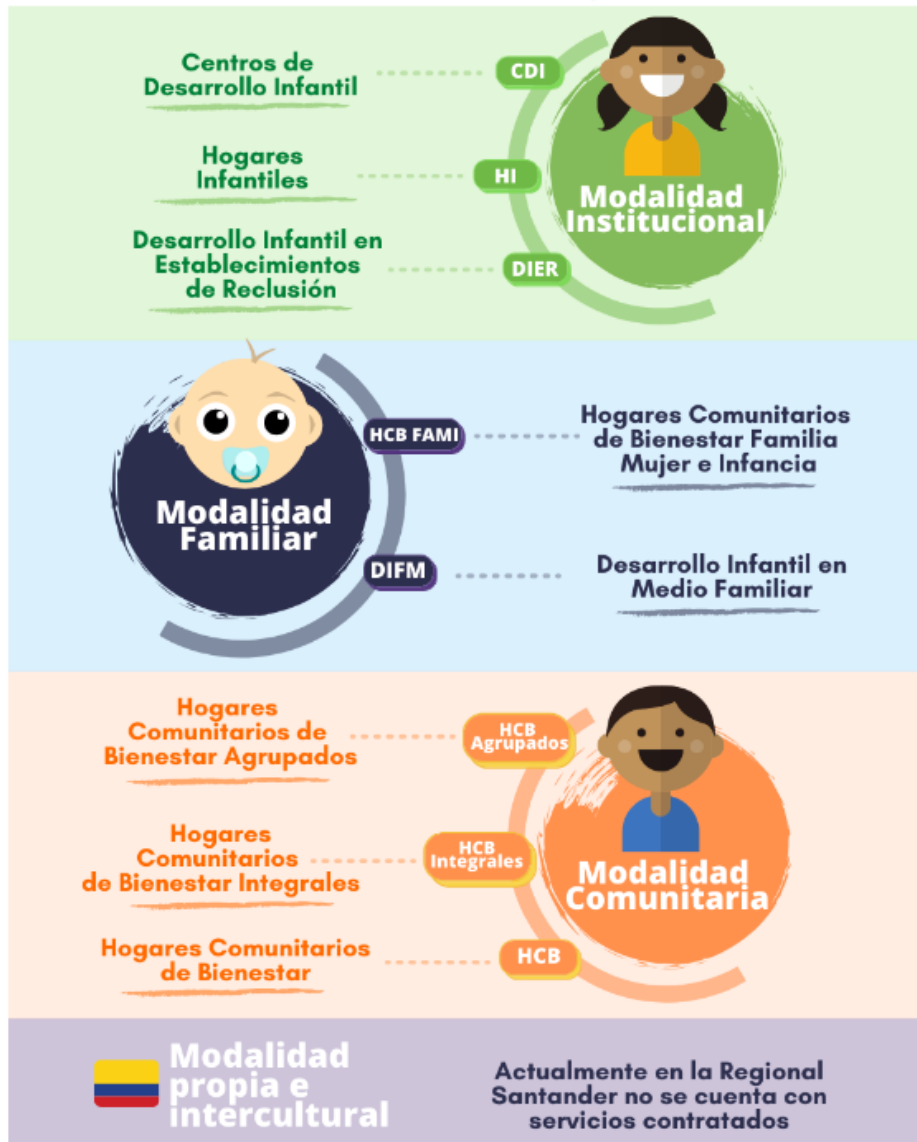 Centros de
Desarrollo Infantil
CDI
Hogares
Infantiles
HI
Desarrollo Infantil en
Establecimientos
de Reclusión
DIER
Modalidad
Institucional
Modalidad
Familiar
HCB FAMI
Hogares Comunitarios
de Bienestar Familia
Mujer e Infancia
DIFM
Desarrollo Infantil en
Medio Familiar
Hogares
Comunitarios de
Bienestar Agrupados
HCB
Agrupados
Hogares
Comunitarios
de Bienestar Integrales
HCB
Integrales
Hogares Comunitarios
de Bienestar
HCB
Modalidad
Comunitaria
Modalidad
propia e
intercultural
Actualmente en la Regional
Santander no se cuenta con
servicios contratados